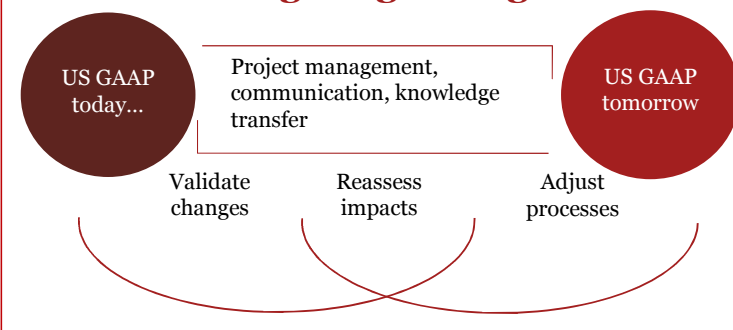 US GAAP
today...
Project management,
communication, knowledge
transfer
US GAAP
tomorrow
Validate
changes
Reassess
impacts
Adjust
processes